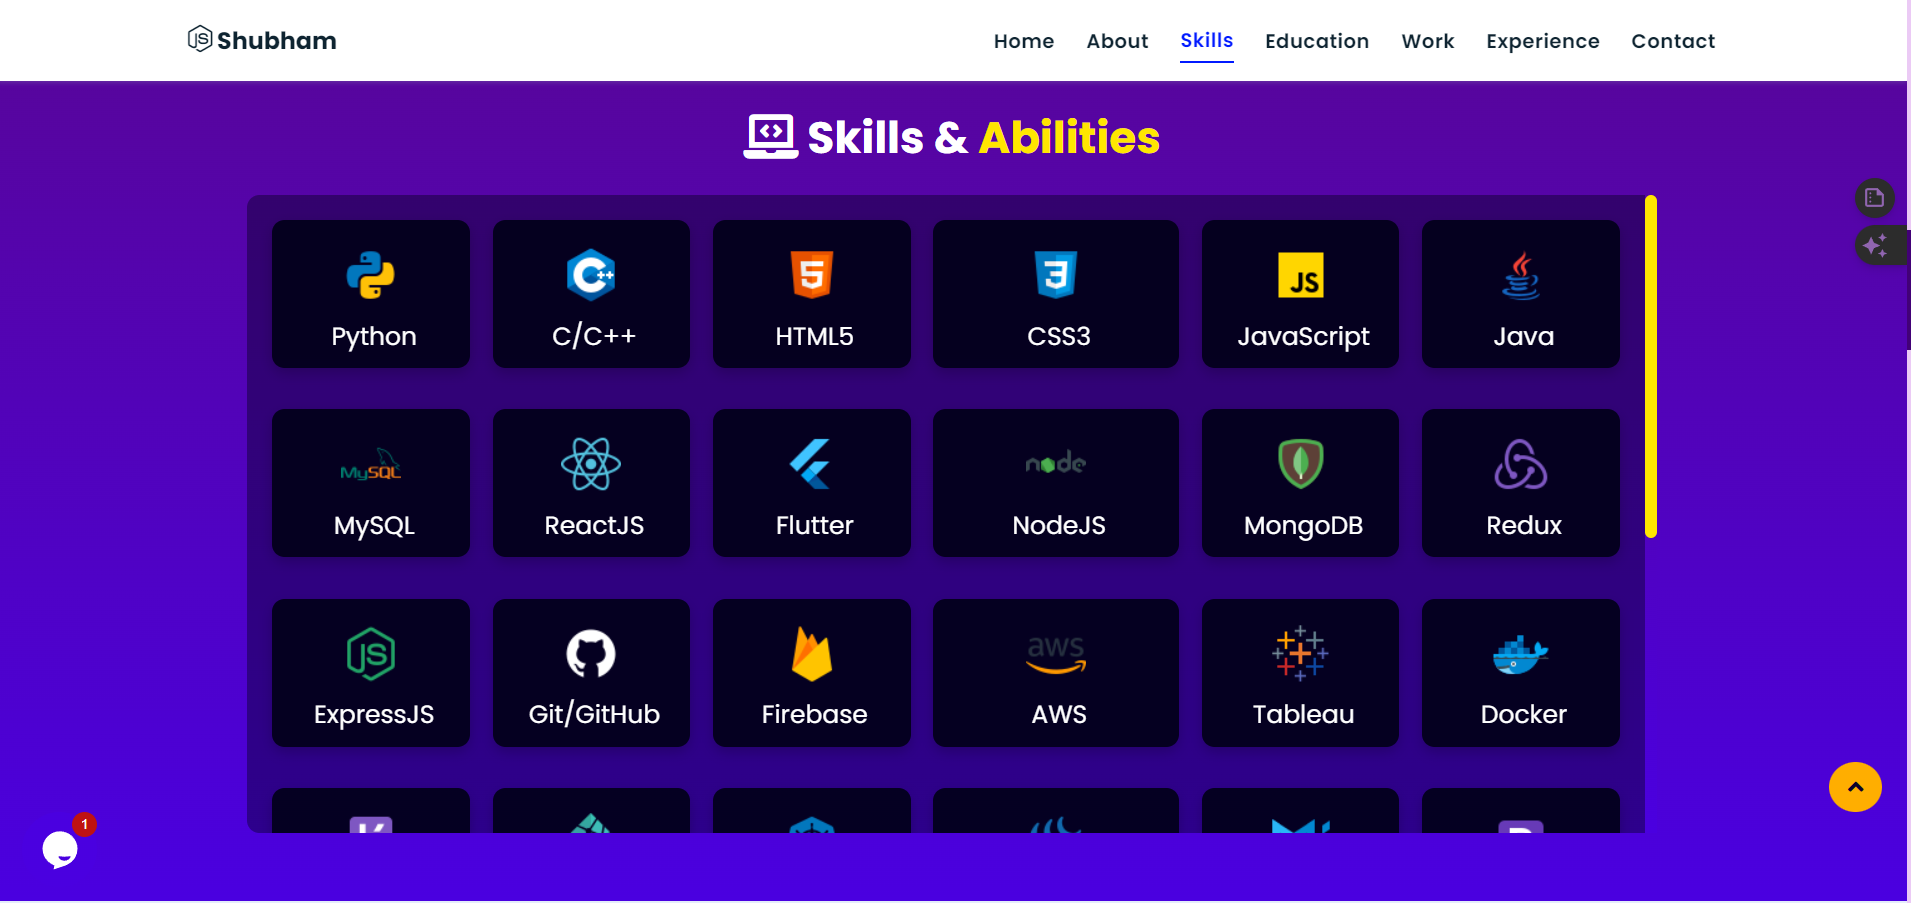 Shubham
Home About Skills Education Work Experience Contact
Skills & Abilities
Python C/C++ HTML5 CSS3 JavaScript Java
MySQL ReactJS Flutter NodeJS MongoDB Redux
ExpressJS Git/GitHub Firebase AWS Tableau Docker
1